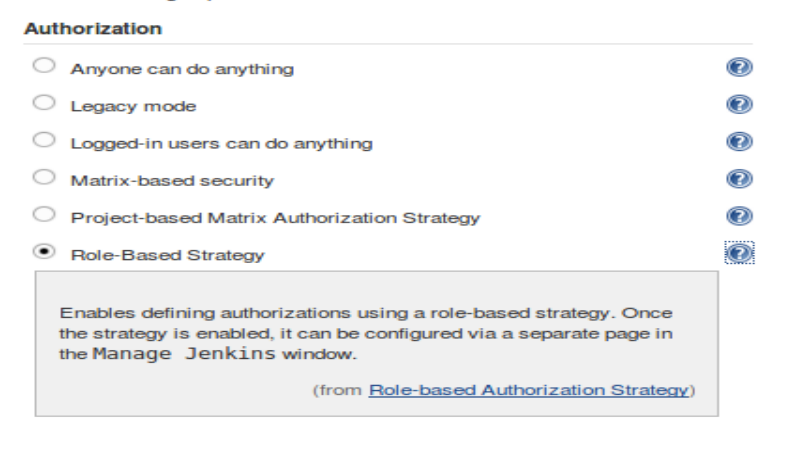 Authorization
Anyone can do anything
Legacy mode
Logged-in users can do anything
Matrix-based security
Project-based Matrix Authorization Strategy
Role-Based Strategy
Enables defining authorizations using a role-based strategy. Once
the strategy is enabled, it can be configured via a separate page in
the Manage Jenkins window.
(from Role-based Authorization Strategy)